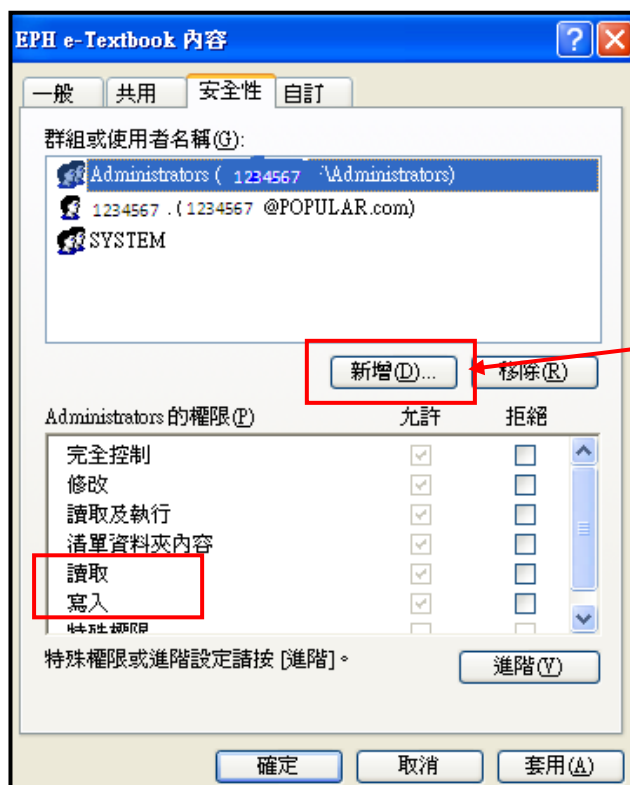 EPH e-Textbook 內容
一般 共用 安全性 自訂
群組或使用者名稱(G):
Administrators ( 1234567 \Administrators)
1234567 .(1234567 @POPULAR.com)
SYSTEM
新增(D)... 移除(R)
Administrators 的權限(P) 允許 拒絕
完全控制
修改
讀取及執行
清單資料夾內容
讀取
寫入
特殊權限
特殊權限或進階設定請按 [進階]。 進階(V)
確定 取消 套用(A)